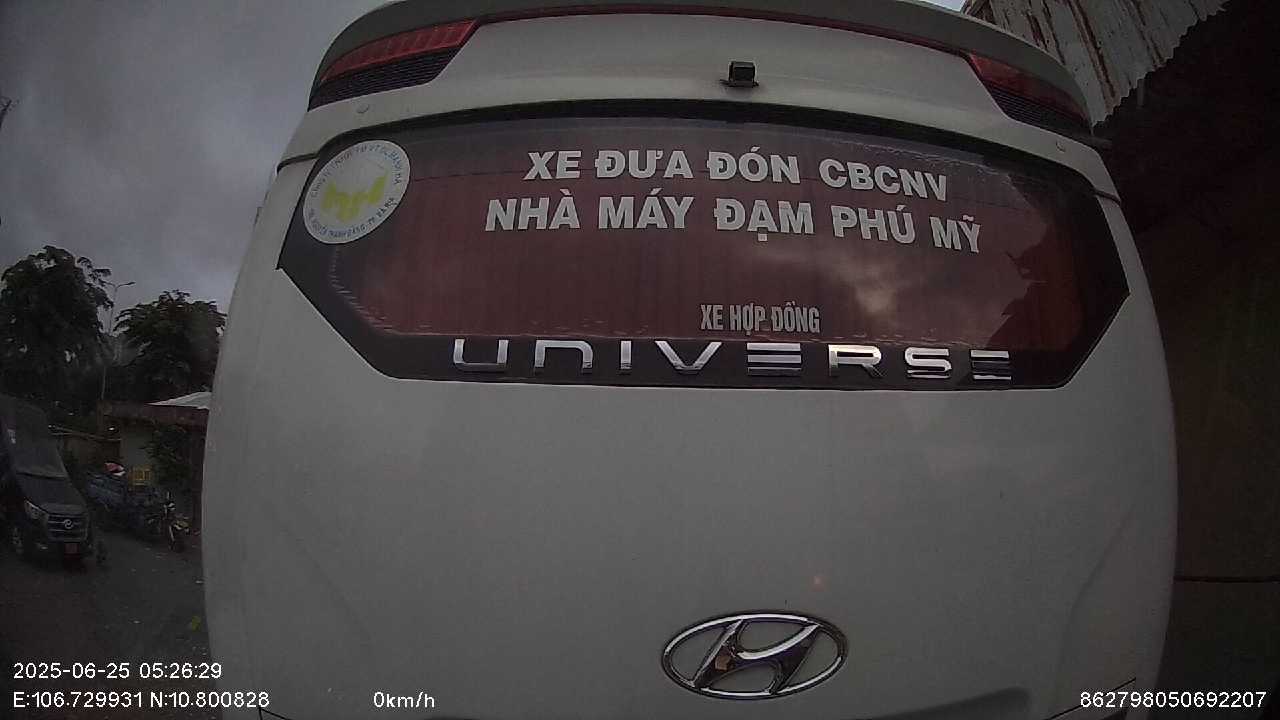 XE ĐƯA ĐÓN CBCNV
NHÀ MÁY ĐẠM PHÚ MỸ
XE HỢP ĐỒNG
UNIVERSE
2025-06-25 05:26:29
E:106.729931 N:10.800828
0km/h
862798050692207